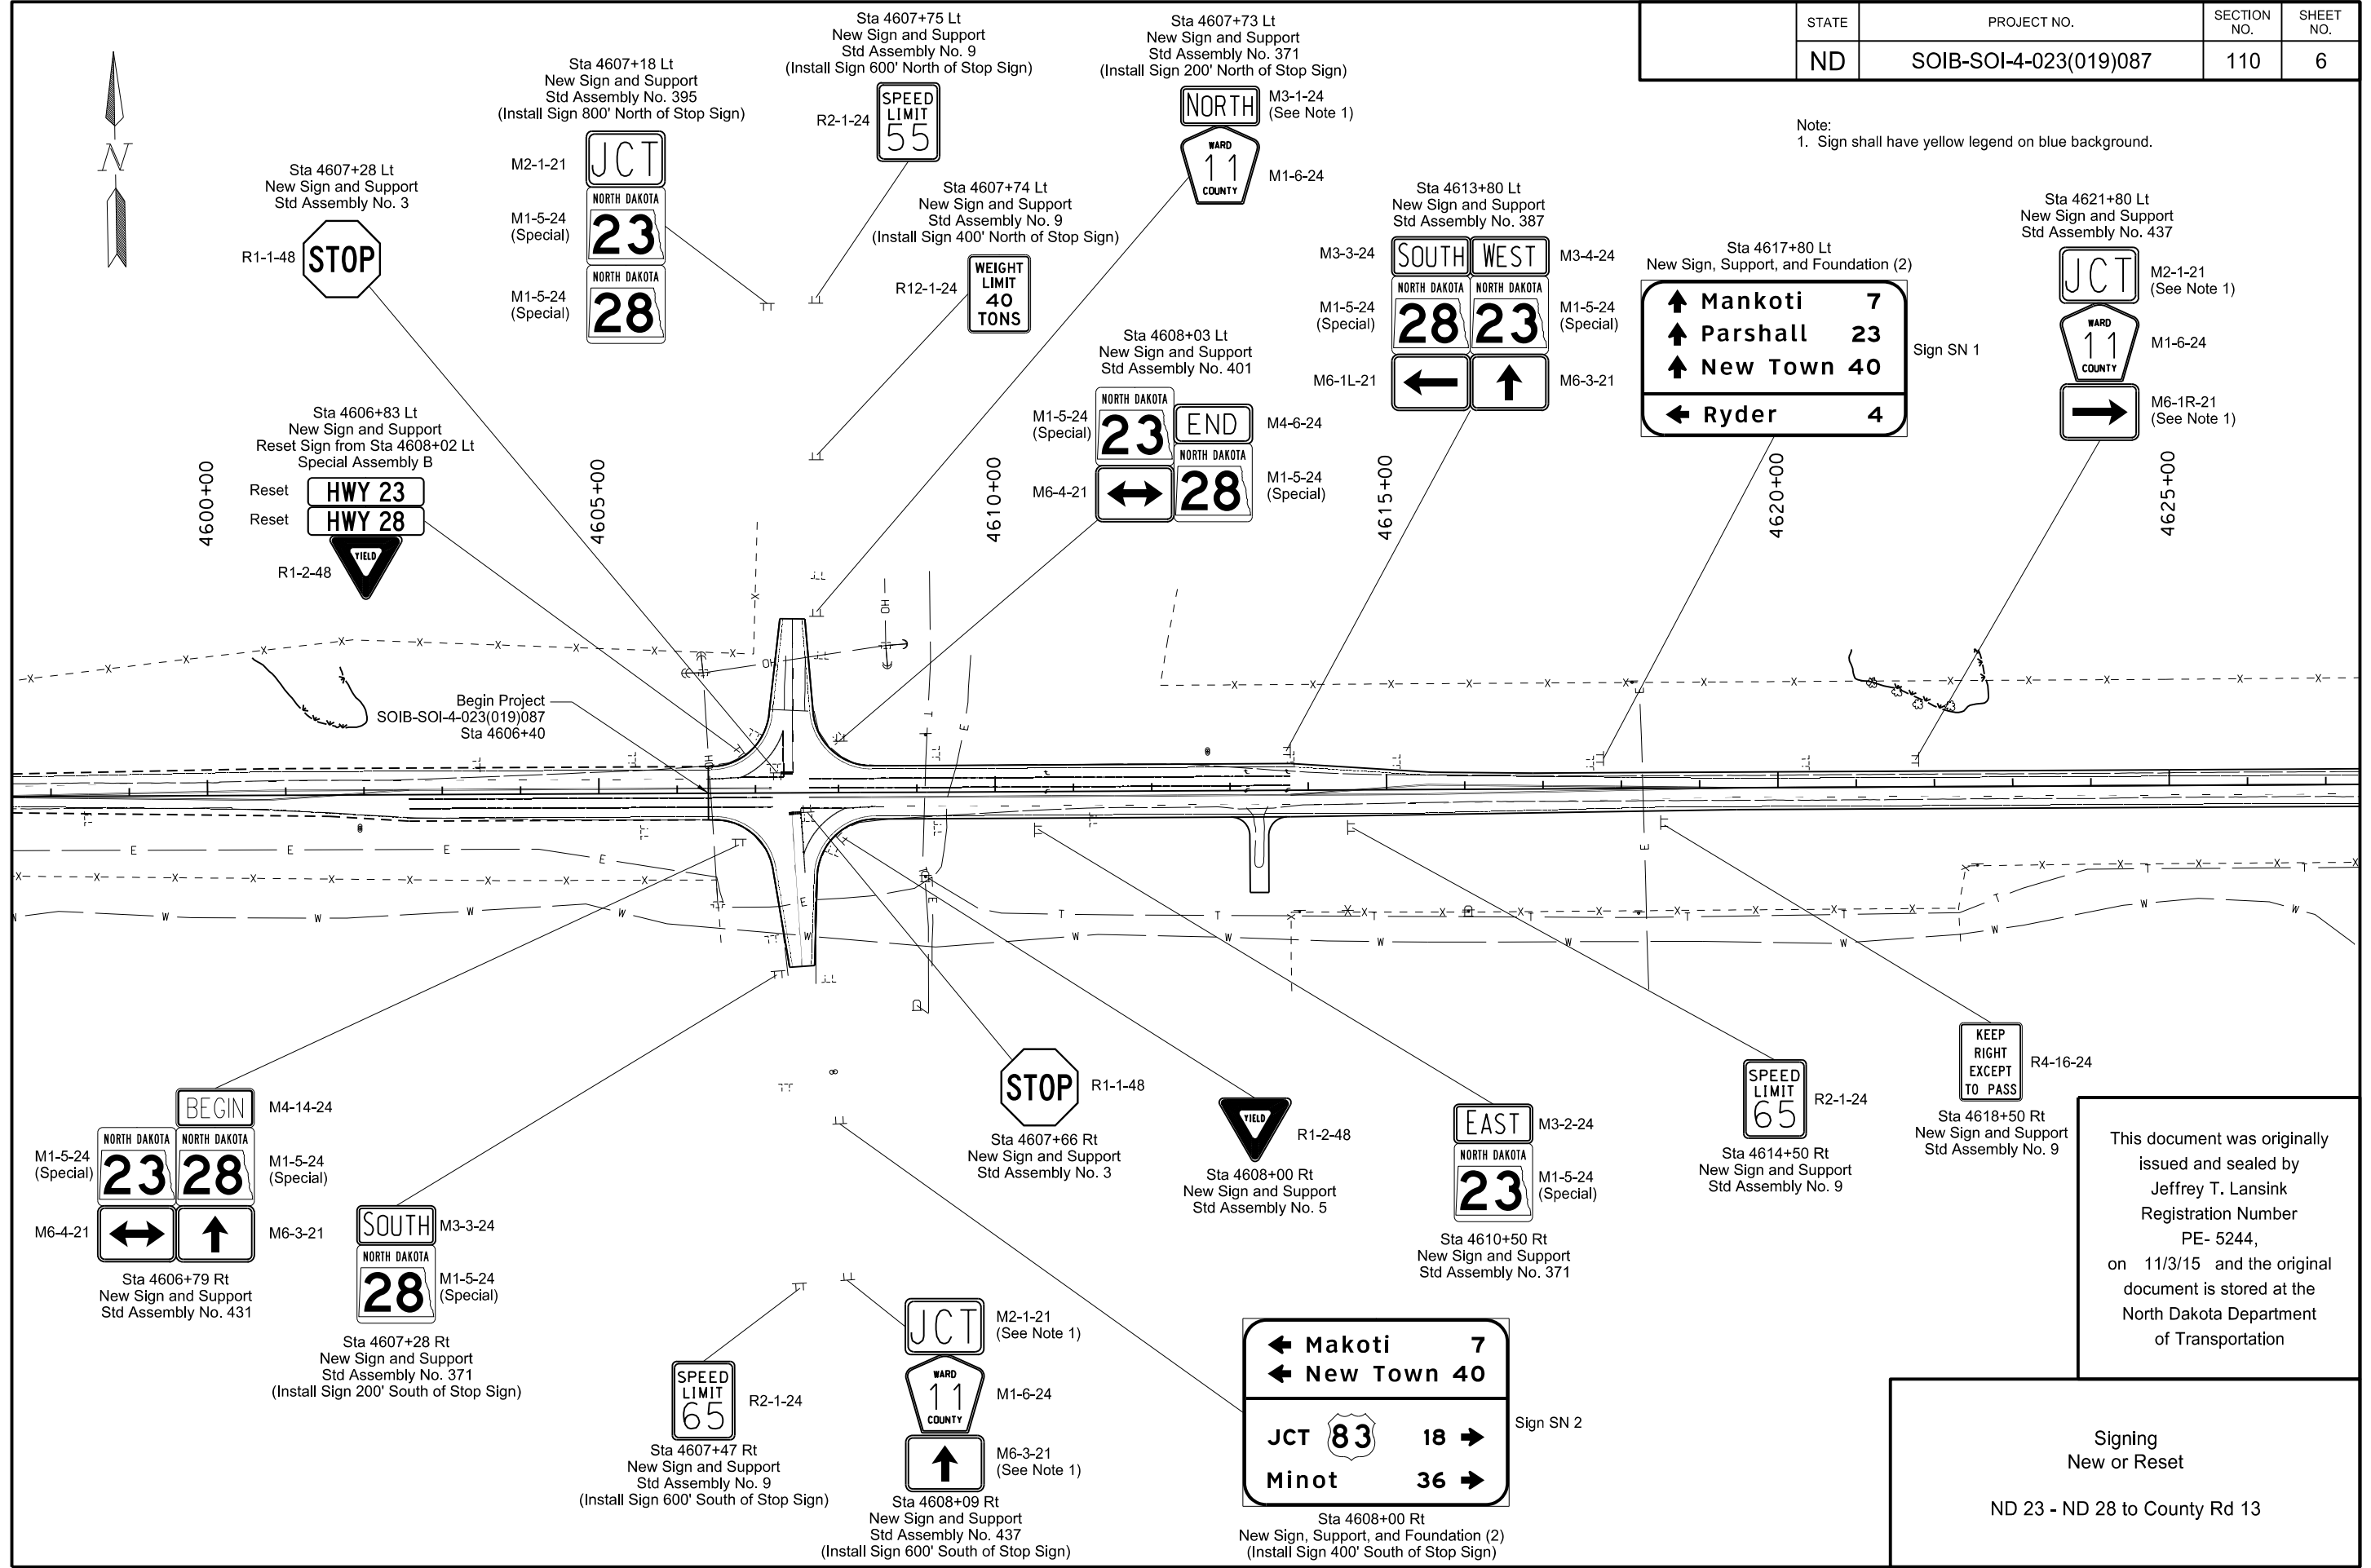 STATE
PROJECT NO.
SECTION NO.
SHEET NO.
ND
SOIB-SOI-4-023(019)087
110
6
Note:
1. Sign shall have yellow legend on blue background.
N
Sta 4607+28 Lt
New Sign and Support
Std Assembly No. 3
R1-1-48
STOP
Sta 4607+18 Lt
New Sign and Support
Std Assembly No. 395
(Install Sign 800' North of Stop Sign)
M2-1-21
JCT
M1-5-24
(Special)
NORTH DAKOTA
23
M1-5-24
(Special)
NORTH DAKOTA
28
Sta 4607+75 Lt
New Sign and Support
Std Assembly No. 9
(Install Sign 600' North of Stop Sign)
R2-1-24
SPEED
LIMIT
55
Sta 4607+73 Lt
New Sign and Support
Std Assembly No. 371
(Install Sign 200' North of Stop Sign)
NORTH
M3-1-24
(See Note 1)
WARD
11
COUNTY
M1-6-24
Sta 4607+74 Lt
New Sign and Support
Std Assembly No. 9
(Install Sign 400' North of Stop Sign)
R12-1-24
WEIGHT
LIMIT
40
TONS
Sta 4608+03 Lt
New Sign and Support
Std Assembly No. 401
M1-5-24
(Special)
NORTH DAKOTA
23
END
M4-6-24
M6-4-21
NORTH DAKOTA
28
M1-5-24
(Special)
Sta 4613+80 Lt
New Sign and Support
Std Assembly No. 387
M3-3-24
SOUTH
WEST
M3-4-24
M1-5-24
(Special)
NORTH DAKOTA
28
NORTH DAKOTA
23
M1-5-24
(Special)
M6-1L-21
M6-3-21
Sta 4617+80 Lt
New Sign, Support, and Foundation (2)
Mankoti 7
Parshall 23
New Town 40
Ryder 4
Sign SN 1
Sta 4621+80 Lt
New Sign and Support
Std Assembly No. 437
JCT
M2-1-21
(See Note 1)
WARD
11
COUNTY
M1-6-24
M6-1R-21
(See Note 1)
Sta 4606+83 Lt
New Sign and Support
Reset Sign from Sta 4608+02 Lt
Special Assembly B
Reset
HWY 23
Reset
HWY 28
R1-2-48
YIELD
4600+00
4605+00
4610+00
4615+00
4620+00
4625+00
Begin Project
SOIB-SOI-4-023(019)087
Sta 4606+40
BEGIN
M4-14-24
M1-5-24
(Special)
NORTH DAKOTA
23
NORTH DAKOTA
28
M1-5-24
(Special)
M6-4-21
M6-3-21
Sta 4606+79 Rt
New Sign and Support
Std Assembly No. 431
SOUTH
M3-3-24
NORTH DAKOTA
28
M1-5-24
(Special)
Sta 4607+28 Rt
New Sign and Support
Std Assembly No. 371
(Install Sign 200' South of Stop Sign)
SPEED
LIMIT
65
R2-1-24
Sta 4607+47 Rt
New Sign and Support
Std Assembly No. 9
(Install Sign 600' South of Stop Sign)
JCT
M2-1-21
(See Note 1)
WARD
11
COUNTY
M1-6-24
M6-3-21
(See Note 1)
Sta 4608+09 Rt
New Sign and Support
Std Assembly No. 437
(Install Sign 600' South of Stop Sign)
STOP
R1-1-48
Sta 4607+66 Rt
New Sign and Support
Std Assembly No. 3
YIELD
R1-2-48
Sta 4608+00 Rt
New Sign and Support
Std Assembly No. 5
Makoti 7
New Town 40
JCT 83 18
Minot 36
Sign SN 2
Sta 4608+00 Rt
New Sign, Support, and Foundation (2)
(Install Sign 400' South of Stop Sign)
EAST
M3-2-24
NORTH DAKOTA
23
M1-5-24
(Special)
Sta 4610+50 Rt
New Sign and Support
Std Assembly No. 371
SPEED
LIMIT
65
R2-1-24
Sta 4614+50 Rt
New Sign and Support
Std Assembly No. 9
KEEP
RIGHT
EXCEPT
TO PASS
R4-16-24
Sta 4618+50 Rt
New Sign and Support
Std Assembly No. 9
This document was originally
issued and sealed by
Jeffrey T. Lansink
Registration Number
PE- 5244,
on 11/3/15 and the original
document is stored at the
North Dakota Department
of Transportation
Signing
New or Reset
ND 23 - ND 28 to County Rd 13